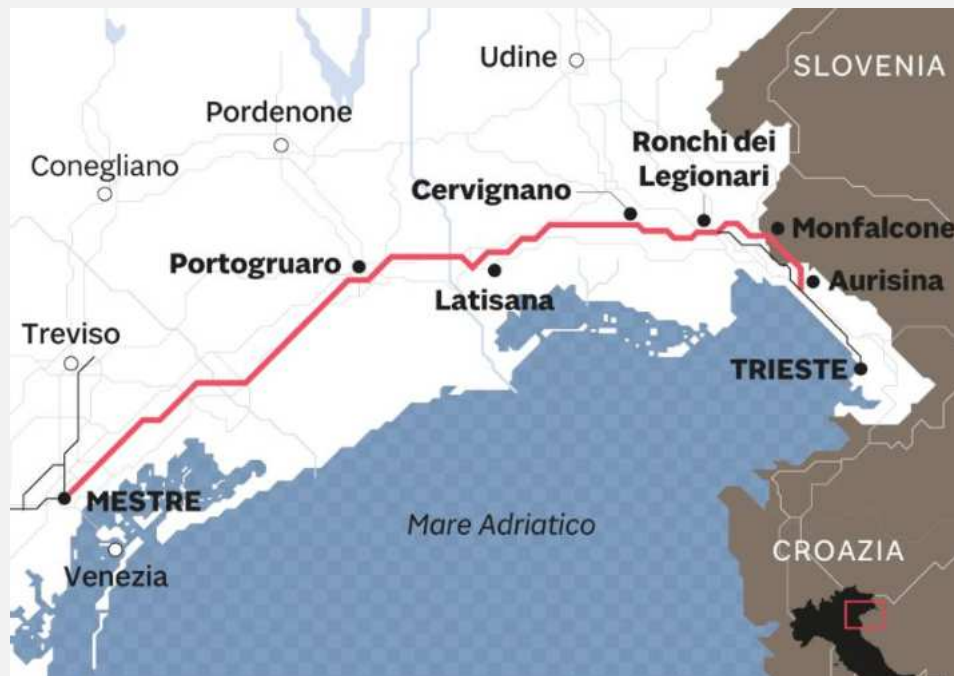 Udine
SLOVENIA
Pordenone
Ronchi dei
Legionari
Conegliano
Cervignano
Monfalcone
Portogruaro
Aurisina
Latisana
Treviso
TRIESTE
MESTRE
Mare Adriatico
CROAZIA
Venezia